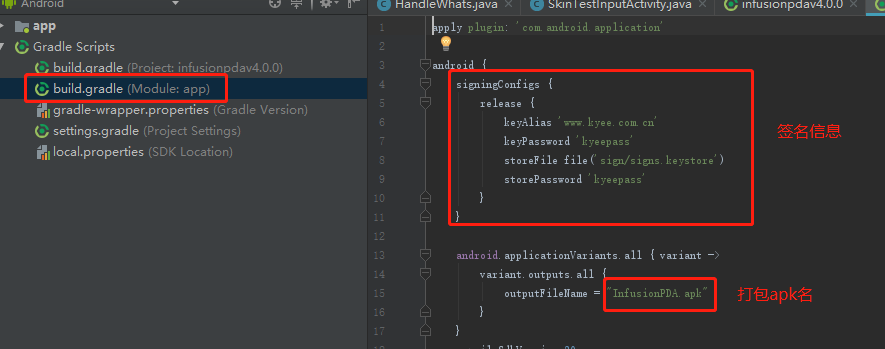 Android
app
Gradle Scripts
build.gradle (Project: infusionpdav4.0.0)
build.gradle (Module: app)
gradle-wrapper.properties (Gradle Version)
settings.gradle (Project Settings)
local.properties (SDK Location)
HandleWhats.java
SkinTestInputActivity.java
infusionpdav4.0.0
1 apply plugin: 'com.android.application'
2
3 android {
4 signingConfigs {
5 release {
6 keyAlias 'www.kyee.com.cn'
7 keyPassword 'kyeepass'
8 storeFile file('sign/signs.keystore')
9 storePassword 'kyeepass'
10 }
11 }
12
13 android.applicationVariants.all { variant ->
14 variant.outputs.all {
15 outputFileName = "InfusionPDA.apk"
16 }
17 }
签名信息
打包apk名